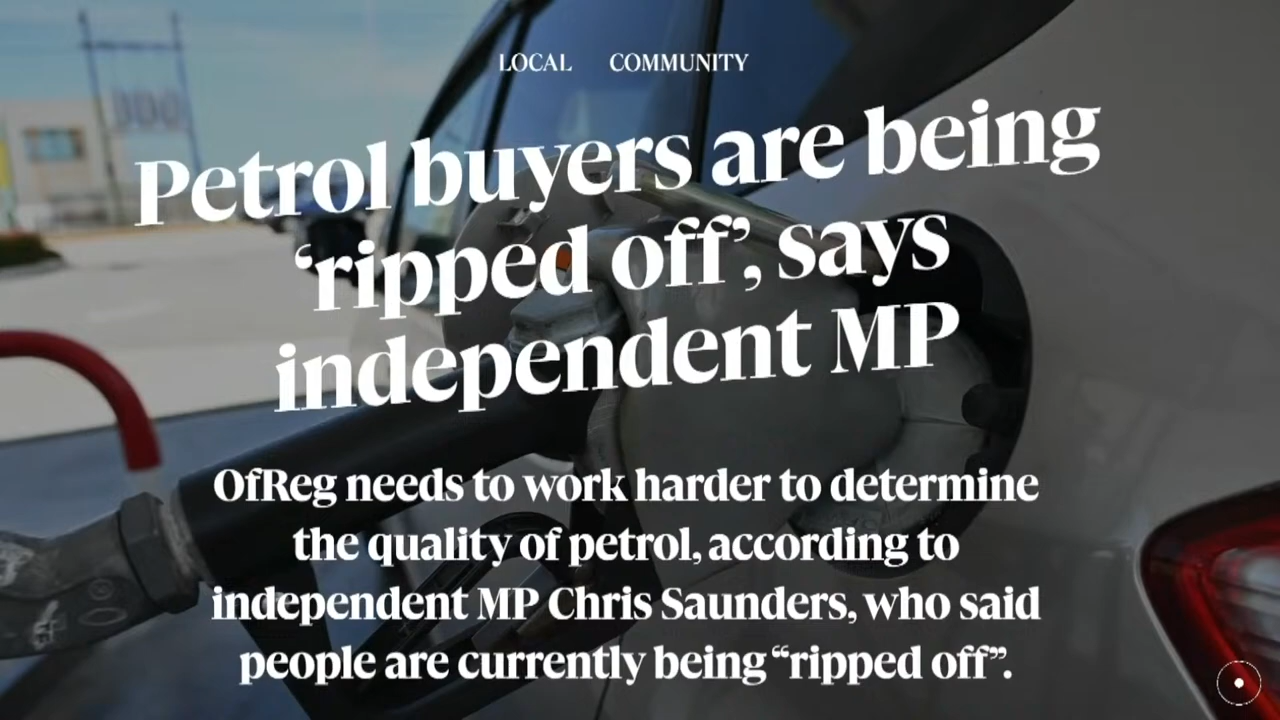 LOCAL COMMUNITY
Petrol buyers are being
‘ripped off’, says
independent MP
OfReg needs to work harder to determine
the quality of petrol, according to
independent MP Chris Saunders, who said
people are currently being “ripped off”.